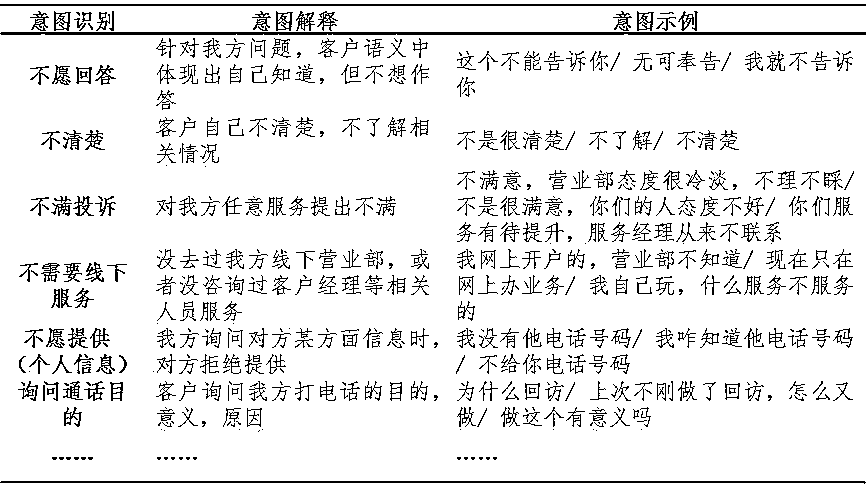 意图识别 意图解释 意图示例
不愿回答 针对我方问题，客户语义中体现出自己知道，但不想作答 这个不能告诉你/ 无可奉告/ 我就不告诉你
不清楚 客户自己不清楚，不了解相关情况 不是很清楚/ 不了解/ 不清楚
不满投诉 对我方任意服务提出不满 不满意，营业部态度很冷淡，不理不睬/ 不是很满意，你们的人态度不好/ 你们服务有待提升，服务经理从来不联系
不需要线下服务 没去过我方线下营业部，或者没咨询过客户经理等相关人员服务 我网上开户的，营业部不知道/ 现在只在网上办业务/ 我自己玩，什么服务不服务的
不愿提供（个人信息） 我方询问对方某方面信息时，对方拒绝提供 我没有他电话号码/ 我咋知道他电话号码/ 不给你电话号码
询问通话目的 客户询问我方打电话的目的，意义，原因 为什么回访/ 上次不刚做了回访，怎么又做/ 做这个有意义吗
…… …… ……